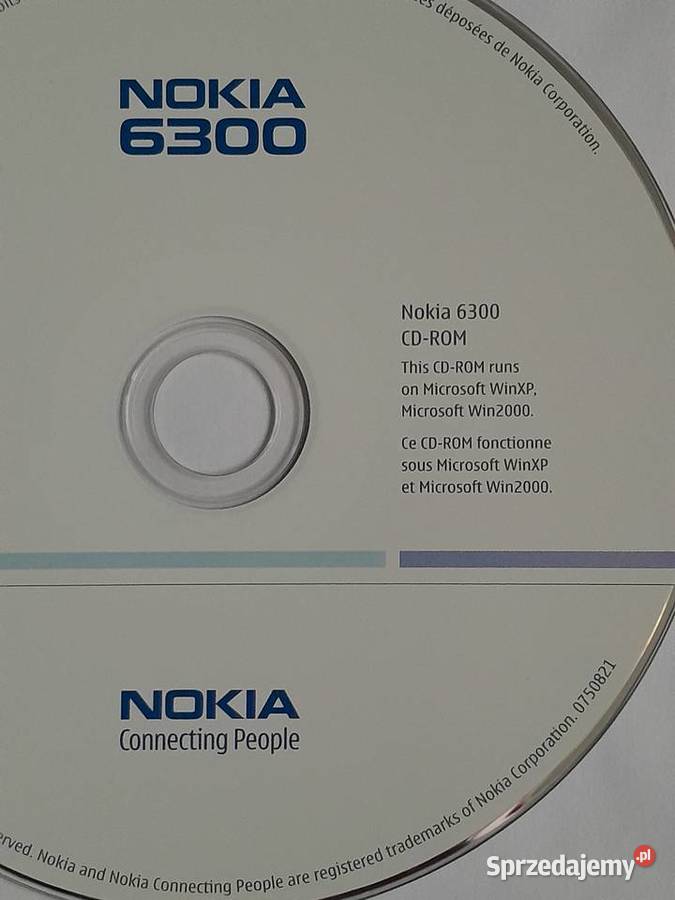 es déposées de Nokia Corporation.
NOKIA
6300
Nokia 6300
CD-ROM
This CD-ROM runs
on Microsoft WinXP,
Microsoft Win2000.
Ce CD-ROM fonctionne
sous Microsoft WinXP
et Microsoft Win2000.
NOKIA
Connecting People
erved. Nokia and Nokia Connecting People are registered trademarks of Nokia Corporation. 0750821
Sprzedajemy.pl